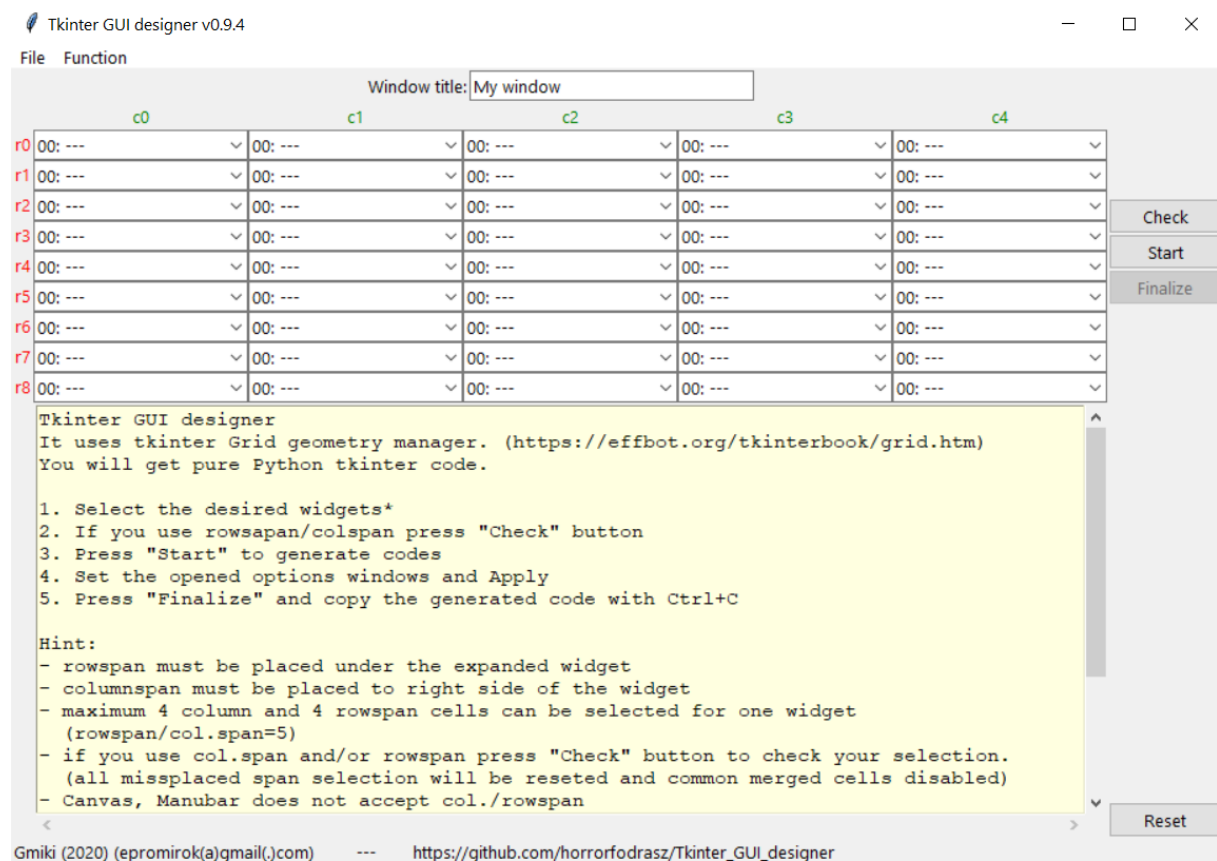 Tkinter GUI designer v0.9.4
File Function
Window title: My window
c0 c1 c2 c3 c4
r0 00: --- 00: --- 00: --- 00: --- 00: ---
r1 00: --- 00: --- 00: --- 00: --- 00: ---
r2 00: --- 00: --- 00: --- 00: --- 00: ---
Check
r3 00: --- 00: --- 00: --- 00: --- 00: ---
Start
r4 00: --- 00: --- 00: --- 00: --- 00: ---
Finalize
r5 00: --- 00: --- 00: --- 00: --- 00: ---
r6 00: --- 00: --- 00: --- 00: --- 00: ---
r7 00: --- 00: --- 00: --- 00: --- 00: ---
r8 00: --- 00: --- 00: --- 00: --- 00: ---
Tkinter GUI designer
It uses tkinter Grid geometry manager. (https://effbot.org/tkinterbook/grid.htm)
You will get pure Python tkinter code.
1. Select the desired widgets*
2. If you use rowsapan/colspan press "Check" button
3. Press "Start" to generate codes
4. Set the opened options windows and Apply
5. Press "Finalize" and copy the generated code with Ctrl+C
Hint:
- rowspan must be placed under the expanded widget
- columnspan must be placed to right side of the widget
- maximum 4 column and 4 rowspan cells can be selected for one widget
(rowspan/col.span=5)
- if you use col.span and/or rowspan press "Check" button to check your selection.
(all missplaced span selection will be reseted and common merged cells disabled)
- Canvas, Manubar does not accept col./rowspan
Reset
Gmiki (2020) (epromirok(a)gmail(.)com) --- https://github.com/horrorfodrasz/Tkinter_GUI_designer